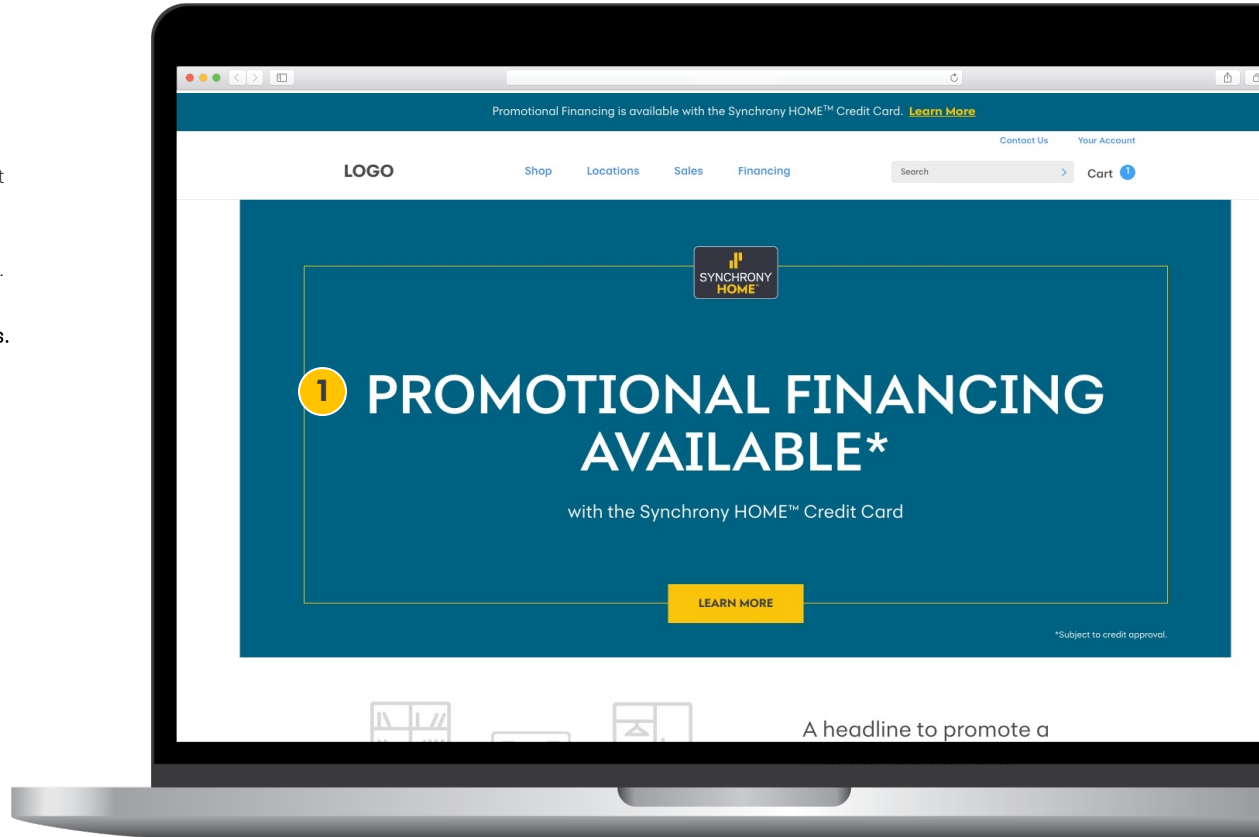 Promotional Financing is available with the Synchrony HOME™ Credit Card. Learn More
Contact Us Your Account
LOGO Shop Locations Sales Financing Search Cart 1
SYNCHRONY
HOME™
1 PROMOTIONAL FINANCING
AVAILABLE*
with the Synchrony HOME™ Credit Card
LEARN MORE
*Subject to credit approval.
A headline to promote a